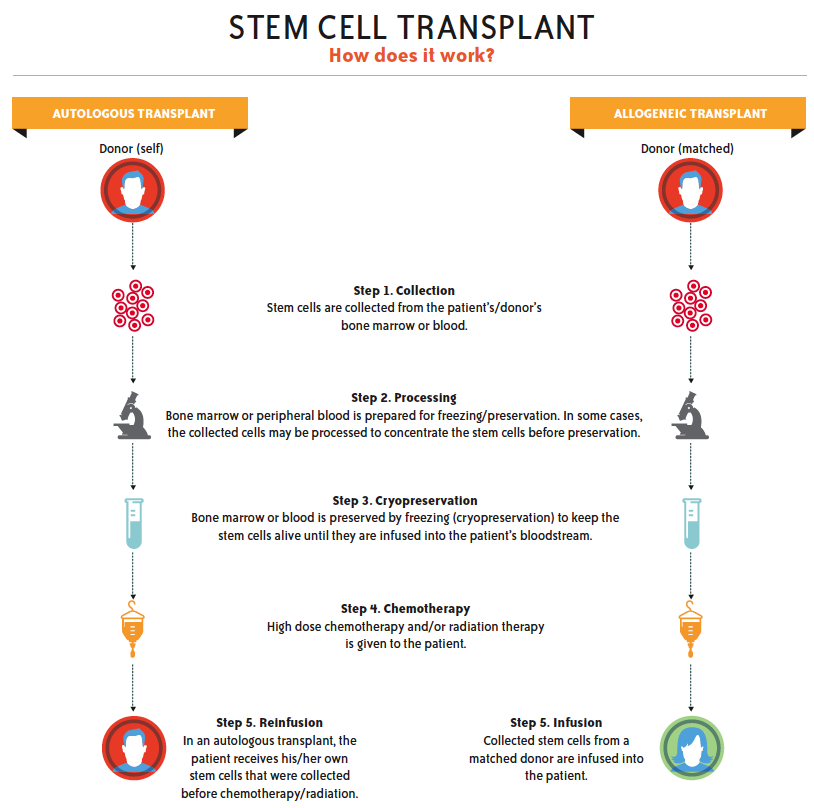 STEM CELL TRANSPLANT
How does it work?
AUTOLOGOUS TRANSPLANT
ALLOGENEIC TRANSPLANT
Donor (self)
Donor (matched)
Step 1. Collection
Stem cells are collected from the patient's/donor's
bone marrow or blood.
Step 2. Processing
Bone marrow or peripheral blood is prepared for freezing/preservation. In some cases,
the collected cells may be processed to concentrate the stem cells before preservation.
Step 3. Cryopreservation
Bone marrow or blood is preserved by freezing (cryopreservation) to keep the
stem cells alive until they are infused into the patient's bloodstream.
Step 4. Chemotherapy
High dose chemotherapy and/or radiation therapy
is given to the patient.
Step 5. Reinfusion
In an autologous transplant, the
patient receives his/her own
stem cells that were collected
before chemotherapy/radiation.
Step 5. Infusion
Collected stem cells from a
matched donor are infused into
the patient.